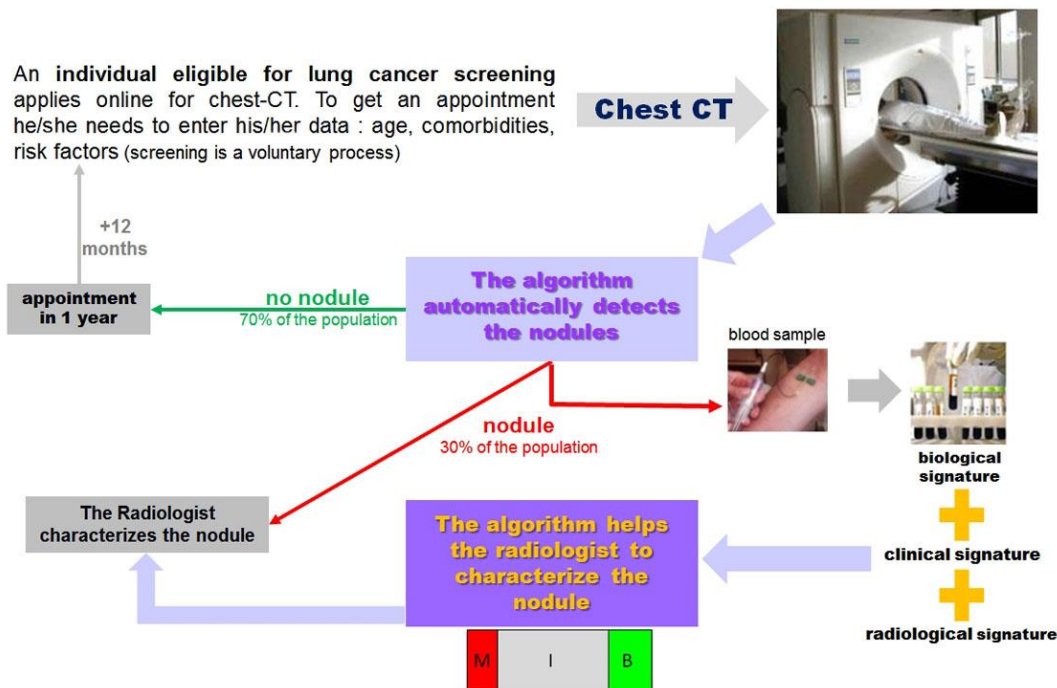 An individual eligible for lung cancer screening
applies online for chest-CT. To get an appointment
he/she needs to enter his/her data : age, comorbidities,
risk factors (screening is a voluntary process)
Chest CT
+12
months
appointment
in 1 year
no nodule
70% of the population
The algorithm
automatically detects
the nodules
blood sample
nodule
30% of the population
biological
signature
The Radiologist
characterizes the nodule
The algorithm helps
the radiologist to
characterize the
nodule
clinical signature
radiological signature
M I B